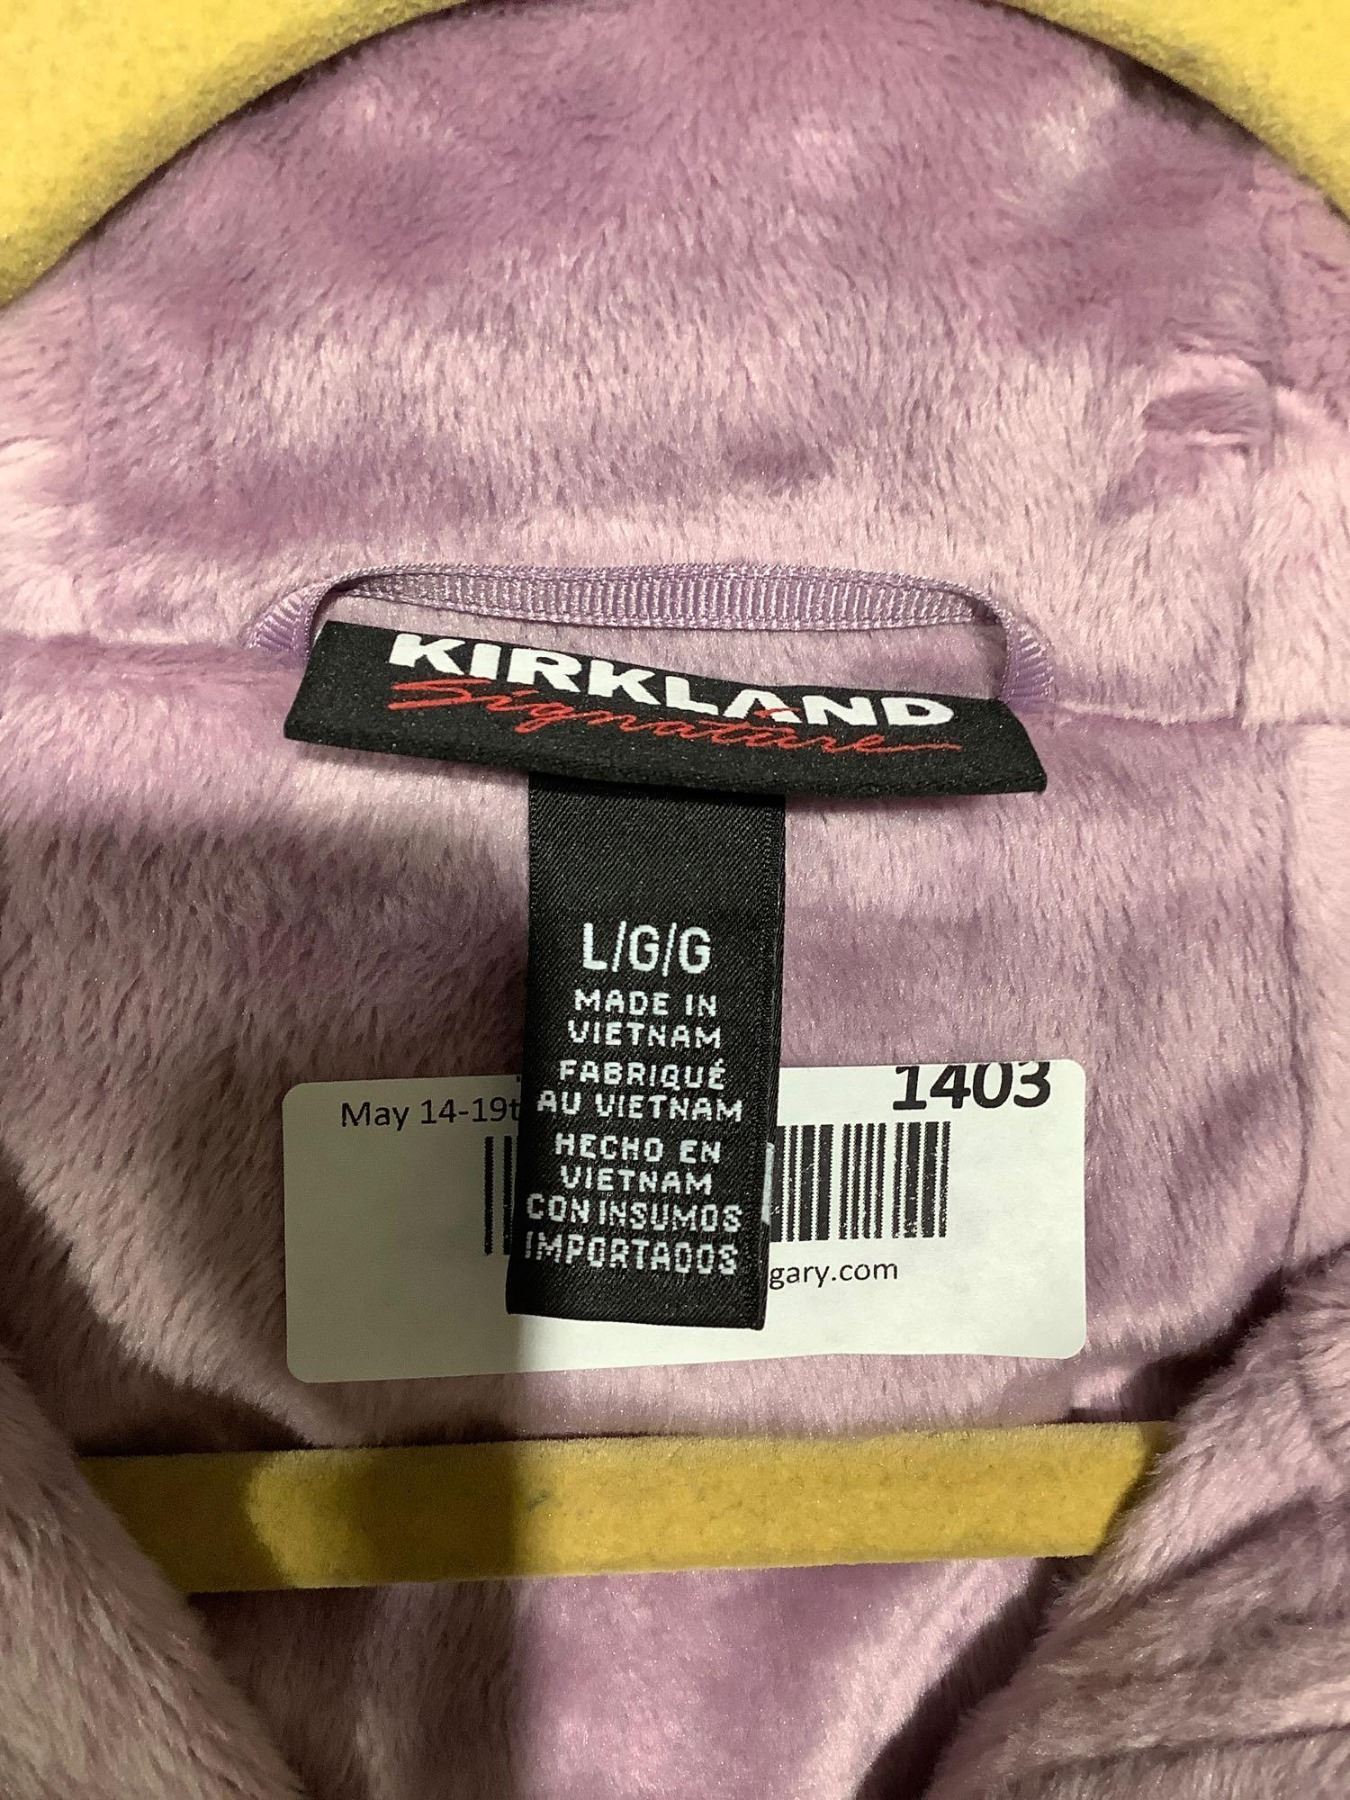 KIRKLAND
Signature
L/G/G
MADE IN
VIETNAM
FABRIQUÉ
AU VIETNAM
HECHO EN
VIETNAM
CON INSUMOS
IMPORTADOS
1403
May 14-19t
gary.com